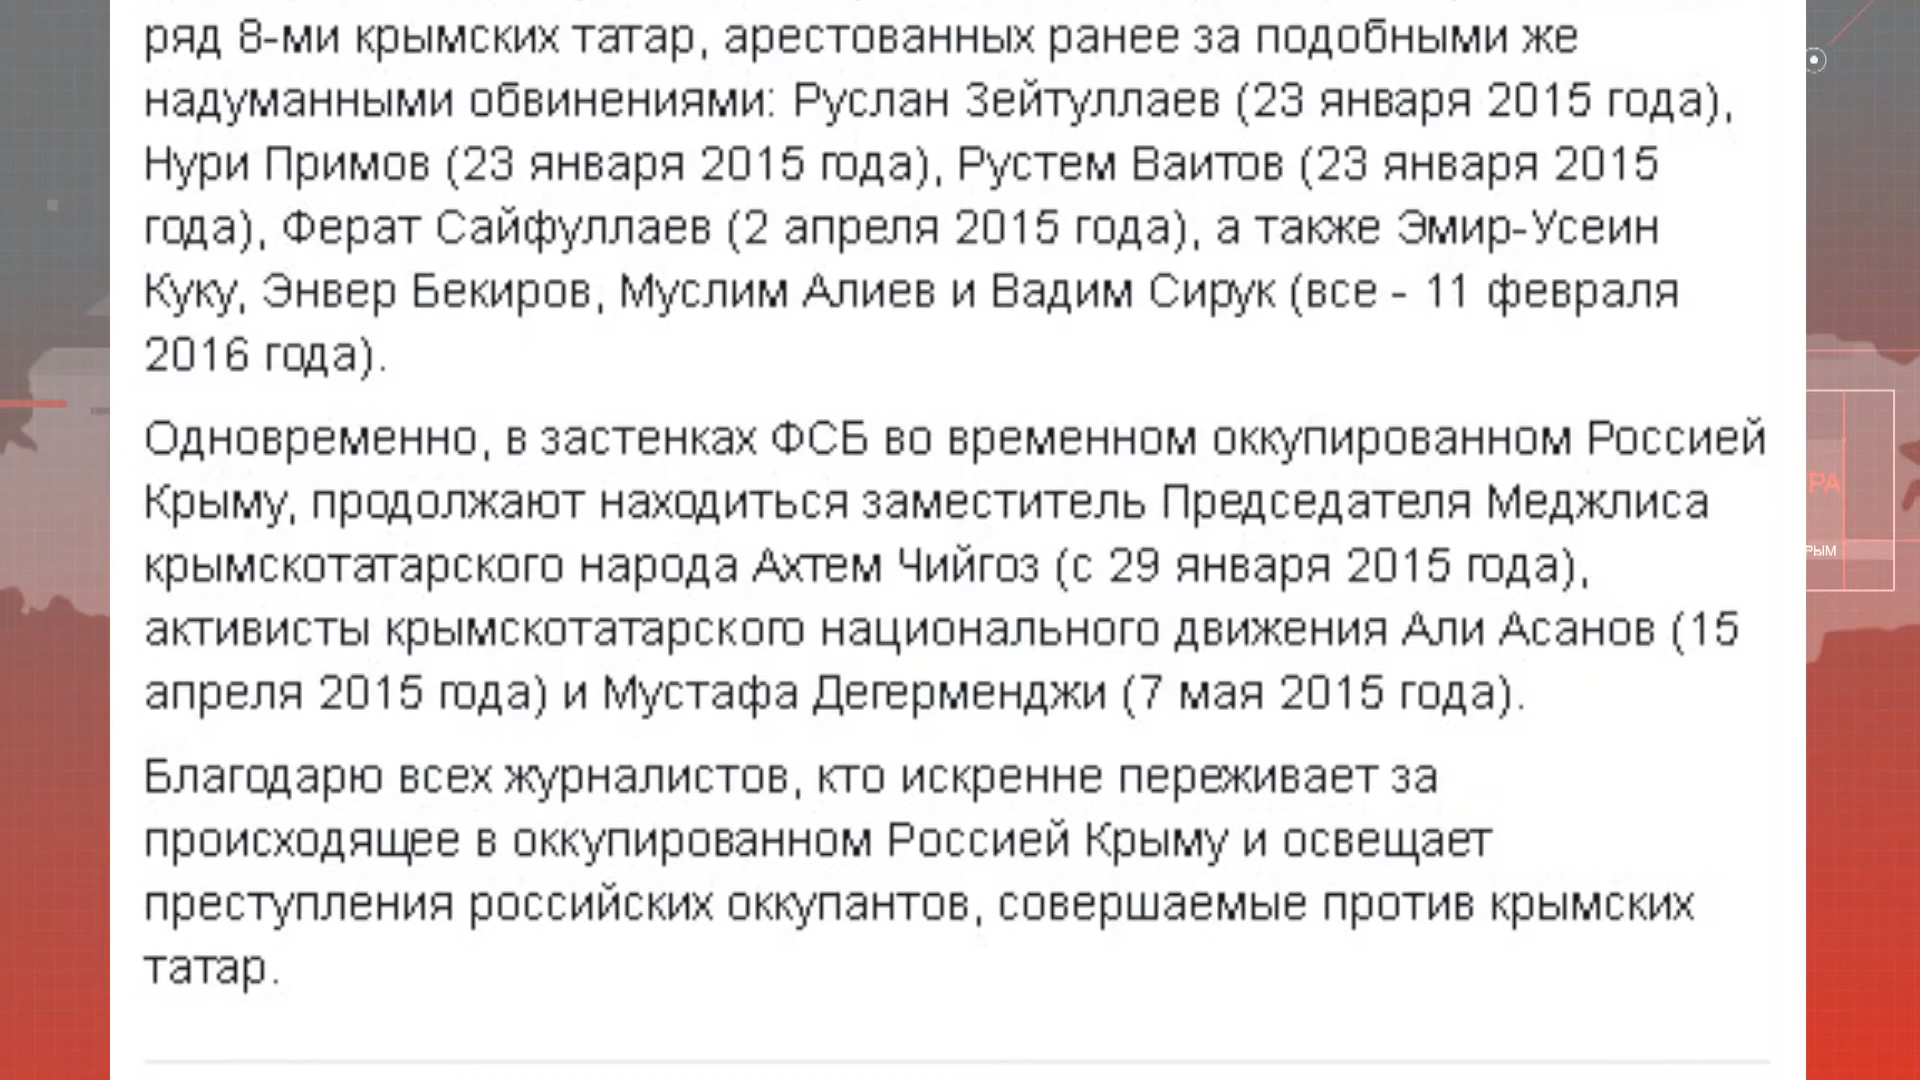 ряд 8-ми крымских татар, арестованных ранее за подобными же
надуманными обвинениями: Руслан Зейтуллаев (23 января 2015 года),
Нури Примов (23 января 2015 года), Рустем Ваитов (23 января 2015
года), Ферат Сайфуллаев (2 апреля 2015 года), а также Эмир-Усеин
Куку, Энвер Бекиров, Муслим Алиев и Вадим Сирук (все - 11 февраля
2016 года).
Одновременно, в застенках ФСБ во временном оккупированном Россией
Крыму, продолжают находиться заместитель Председателя Меджлиса
крымскотатарского народа Ахтем Чийгоз (с 29 января 2015 года),
активисты крымскотатарского национального движения Али Асанов (15
апреля 2015 года) и Мустафа Дегерменджи (7 мая 2015 года).
Благодарю всех журналистов, кто искренне переживает за
происходящее в оккупированном Россией Крыму и освещает
преступления российских оккупантов, совершаемые против крымских
татар.